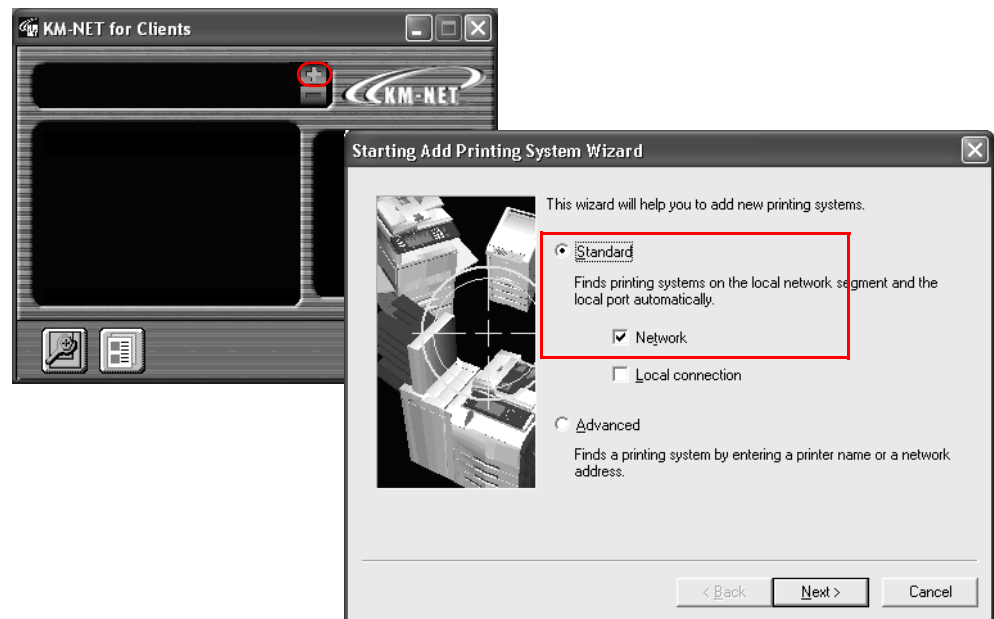 KM-NET for Clients
KM-NET
Starting Add Printing System Wizard
This wizard will help you to add new printing systems.
Standard
Finds printing systems on the local network segment and the
local port automatically.
Network
Local connection
Advanced
Finds a printing system by entering a printer name or a network
address.
< Back
Next >
Cancel